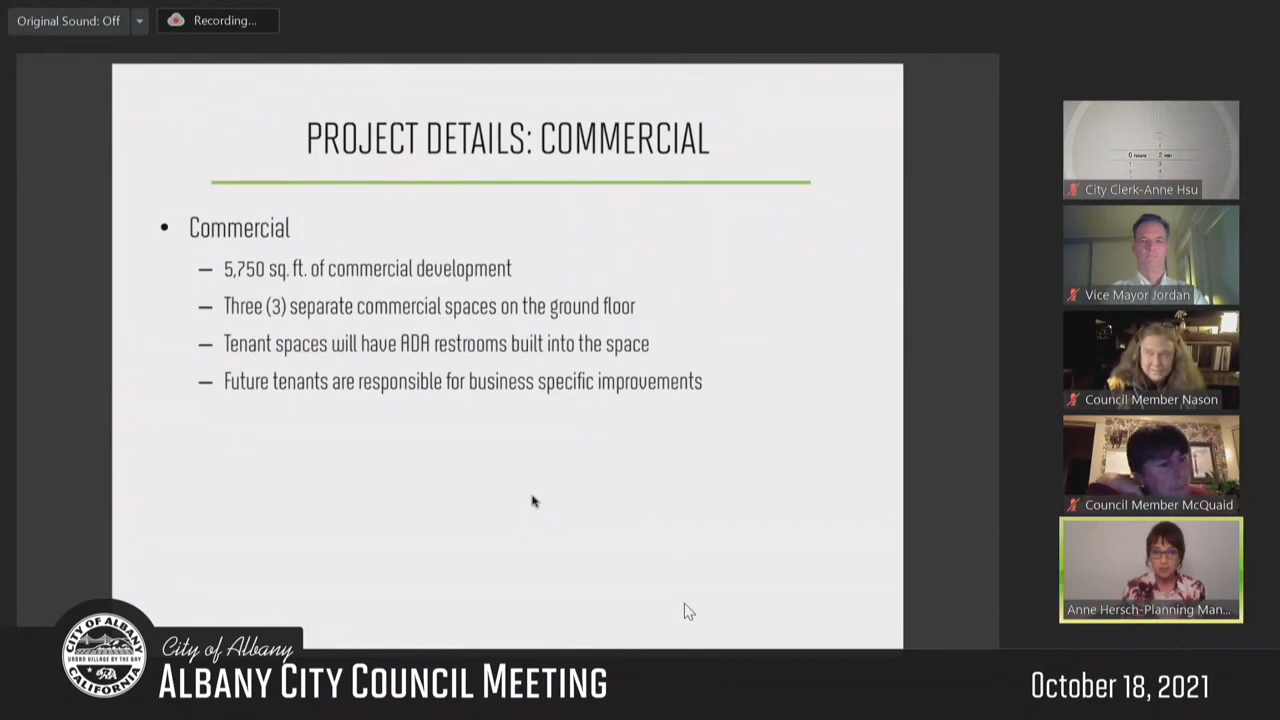 Original Sound: Off
Recording...
PROJECT DETAILS: COMMERCIAL
• Commercial
– 5,750 sq. ft. of commercial development
– Three (3) separate commercial spaces on the ground floor
– Tenant spaces will have ADA restrooms built into the space
– Future tenants are responsible for business specific improvements
0 hours 2 min
City Clerk-Anne Hsu
Vice Mayor Jordan
Council Member Nason
Council Member McQuaid
Anne Hersch-Planning Man...
CITY OF ALBANY
URBAN VILLAGE BY THE BAY
CALIFORNIA
City of Albany
ALBANY CITY COUNCIL MEETING
October 18, 2021